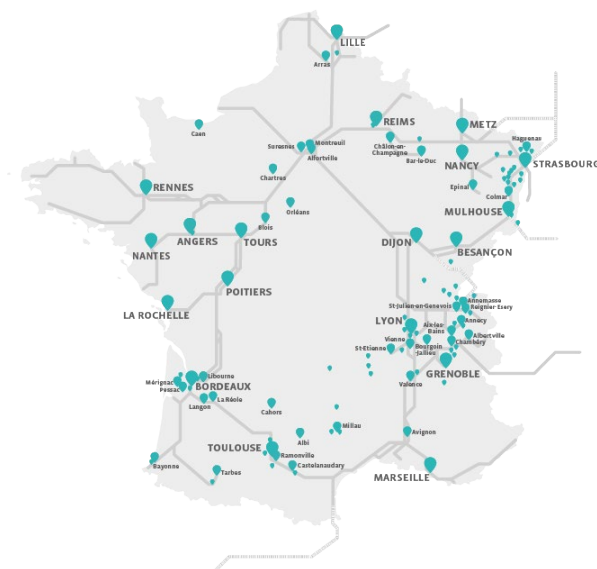 LILLE
Arras
REIMS
METZ
Caen
Suresnes
Montreuil
Alfortville
Châlon-en-
Champagne
Bar-le-Duc
NANCY
Haguenau
STRASBOURG
Chartres
RENNES
Epinal
Colmar
Orléans
MULHOUSE
Blois
ANGERS
TOURS
DIJON
BESANÇON
NANTES
POITIERS
LA ROCHELLE
St-Julien-en-Genevois
Annemasse
Reignier-Esery
LYON
Aix-les-
Bains
Annecy
Albertville
Vienne
Chambéry
St-Etienne
Bourgoin
-Jallieu
GRENOBLE
Valence
Libourne
Mérignac
BORDEAUX
Pessac
Langon
La Réole
Cahors
Millau
Albi
Avignon
TOULOUSE
Ramonville
Castelnaudary
Bayonne
Tarbes
MARSEILLE